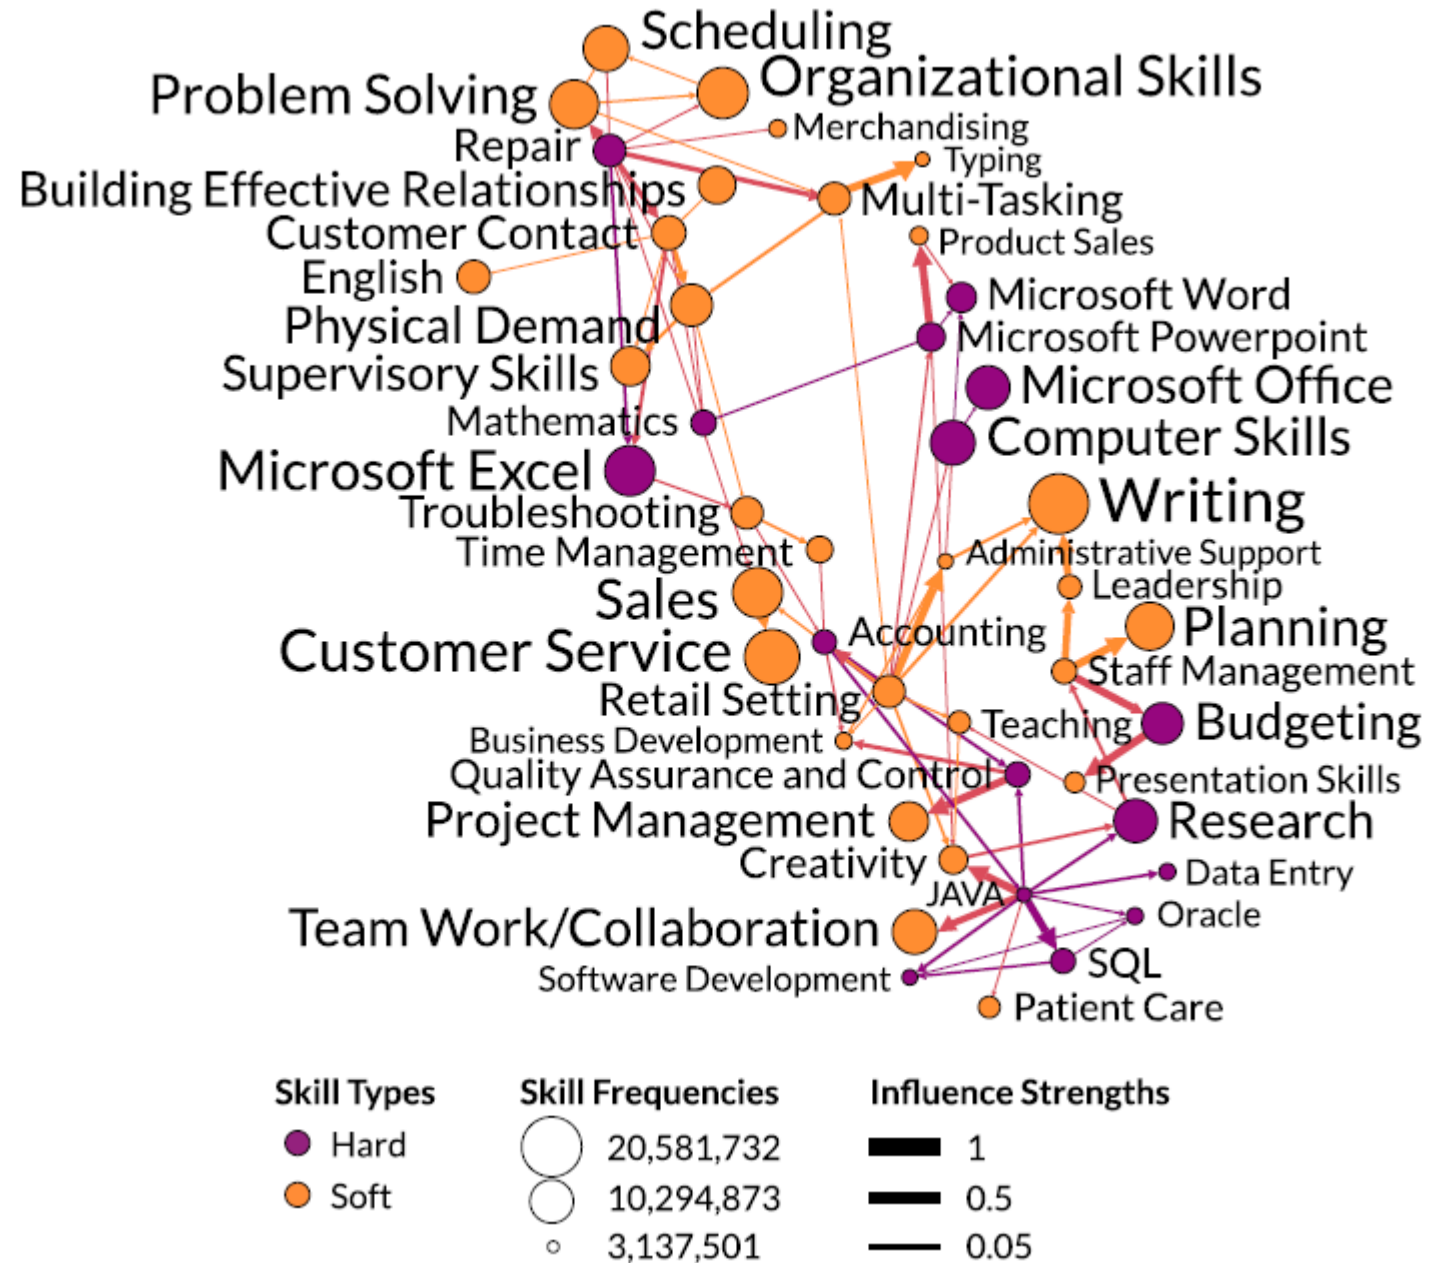 Scheduling
Organizational Skills
Problem Solving
Merchandising
Repair
Typing
Building Effective Relationships
Multi-Tasking
Customer Contact
Product Sales
English
Microsoft Word
Physical Demand
Microsoft Powerpoint
Supervisory Skills
Microsoft Office
Mathematics
Computer Skills
Microsoft Excel
Writing
Troubleshooting
Time Management
Administrative Support
Leadership
Sales
Planning
Accounting
Customer Service
Staff Management
Retail Setting
Teaching
Budgeting
Business Development
Quality Assurance and Control
Presentation Skills
Project Management
Research
Creativity
Data Entry
JAVA
Oracle
Team Work/Collaboration
SQL
Software Development
Patient Care
Skill Types
Hard
Soft
Skill Frequencies
20,581,732
10,294,873
3,137,501
Influence Strengths
1
0.5
0.05